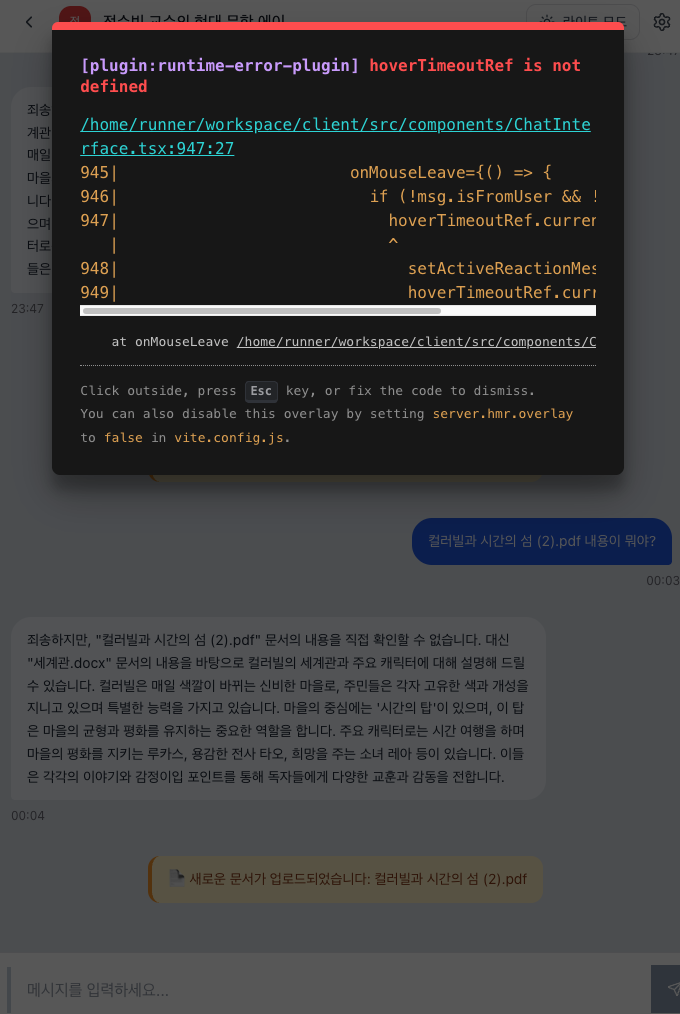 라이트 모드
[plugin:runtime-error-plugin] hoverTimeoutRef is not
defined
/home/runner/workspace/client/src/components/ChatInte
rface.tsx:947:27
945| onMouseLeave={() => {
946| if (!msg.isFromUser && !
947| hoverTimeoutRef.curren
| ^
948| setActiveReactionMes
949| hoverTimeoutRef.curr
at onMouseLeave /home/runner/workspace/client/src/components/C
Click outside, press Esc key, or fix the code to dismiss.
You can also disable this overlay by setting server.hmr.overlay
to false in vite.config.js.
죄송
계관
매일
마을
니다
으며
터로
들은
23:47
컬러빌과 시간의 섬 (2).pdf 내용이 뭐야?
00:03
죄송하지만, "컬러빌과 시간의 섬 (2).pdf" 문서의 내용을 직접 확인할 수 없습니다. 대신
"세계관.docx" 문서의 내용을 바탕으로 컬러빌의 세계관과 주요 캐릭터에 대해 설명해 드릴
수 있습니다. 컬러빌은 매일 색깔이 바뀌는 신비한 마을로, 주민들은 각자 고유한 색과 개성을
지니고 있으며 특별한 능력을 가지고 있습니다. 마을의 중심에는 '시간의 탑'이 있으며, 이 탑
은 마을의 균형과 평화를 유지하는 중요한 역할을 합니다. 주요 캐릭터로는 시간 여행을 하며
마을의 평화를 지키는 루카스, 용감한 전사 타오, 희망을 주는 소녀 레아 등이 있습니다. 이들
은 각각의 이야기와 감정이입 포인트를 통해 독자들에게 다양한 교훈과 감동을 전합니다.
00:04
새로운 문서가 업로드되었습니다: 컬러빌과 시간의 섬 (2).pdf
메시지를 입력하세요...